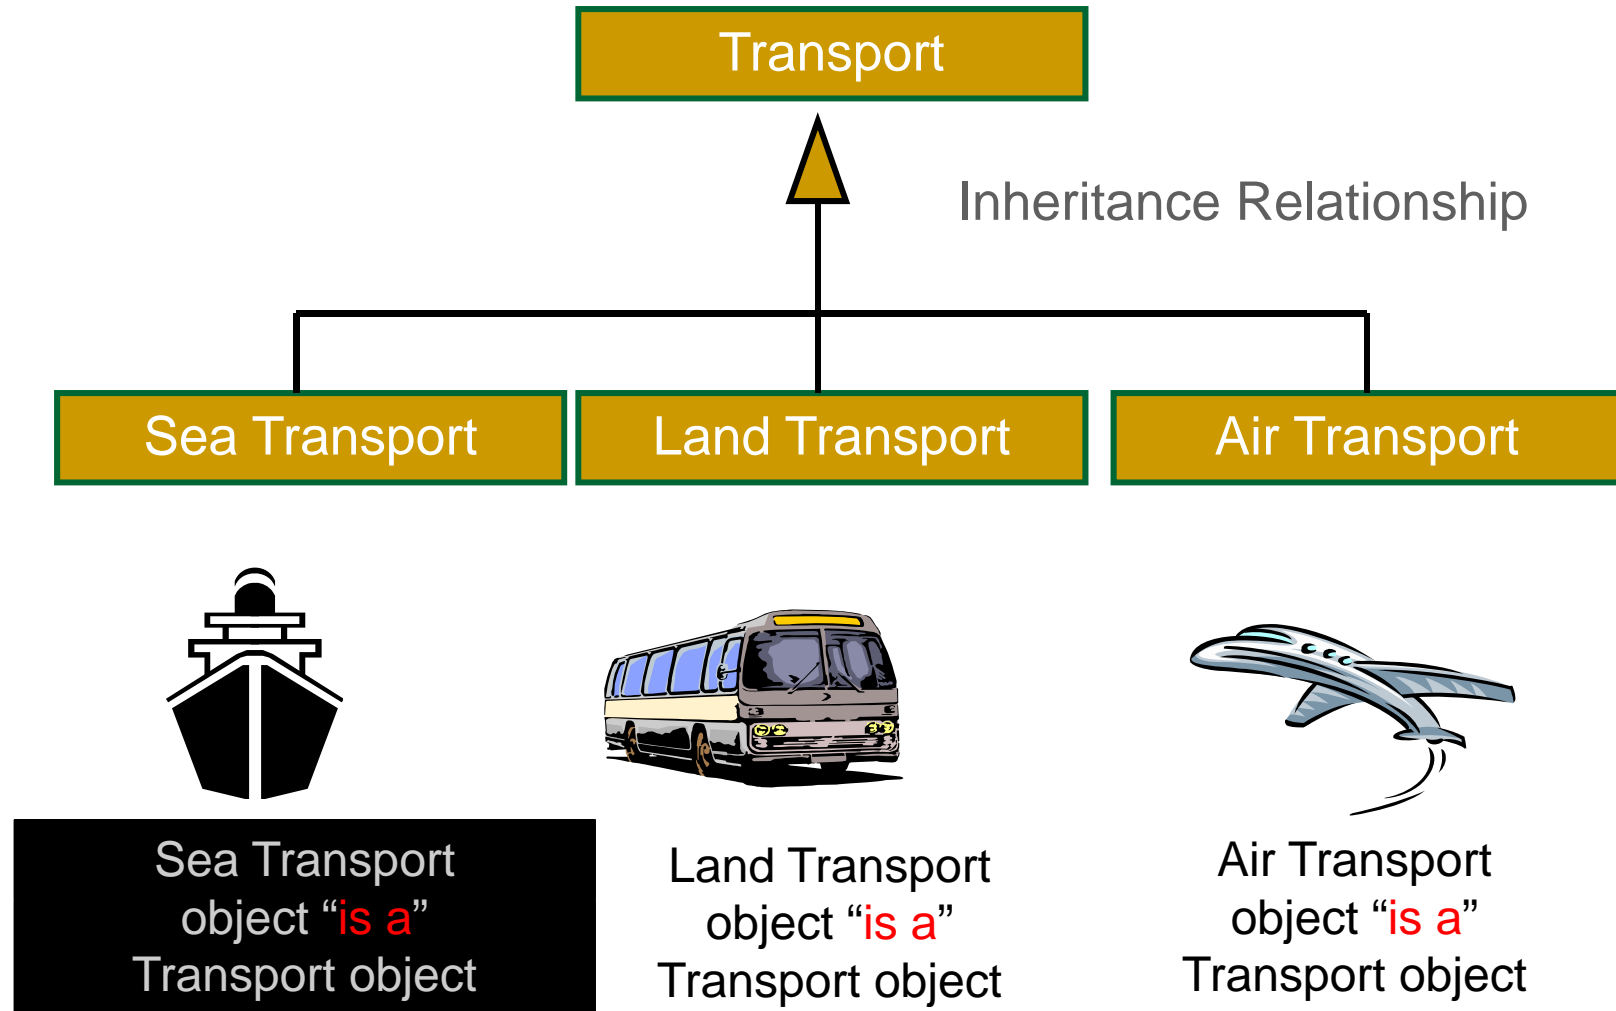 Transport
Inheritance Relationship
Sea Transport
Land Transport
Air Transport
Sea Transport
object “is a”
Transport object
Land Transport
object “is a”
Transport object
Air Transport
object “is a”
Transport object